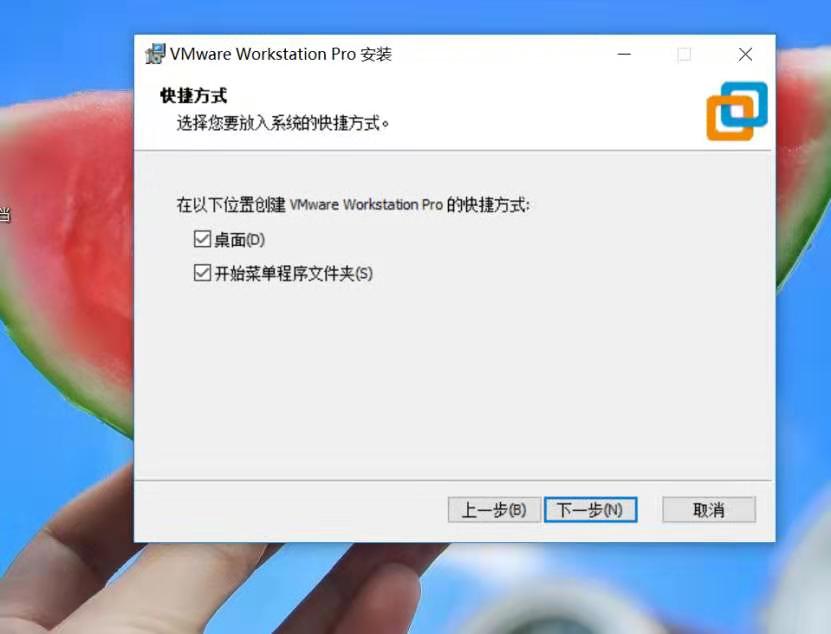 VMware Workstation Pro 安装
快捷方式
选择您要放入系统的快捷方式。
当
在以下位置创建 VMware Workstation Pro 的快捷方式:
桌面(D)
开始菜单程序文件夹(S)
上一步(B) 下一步(N) 取消